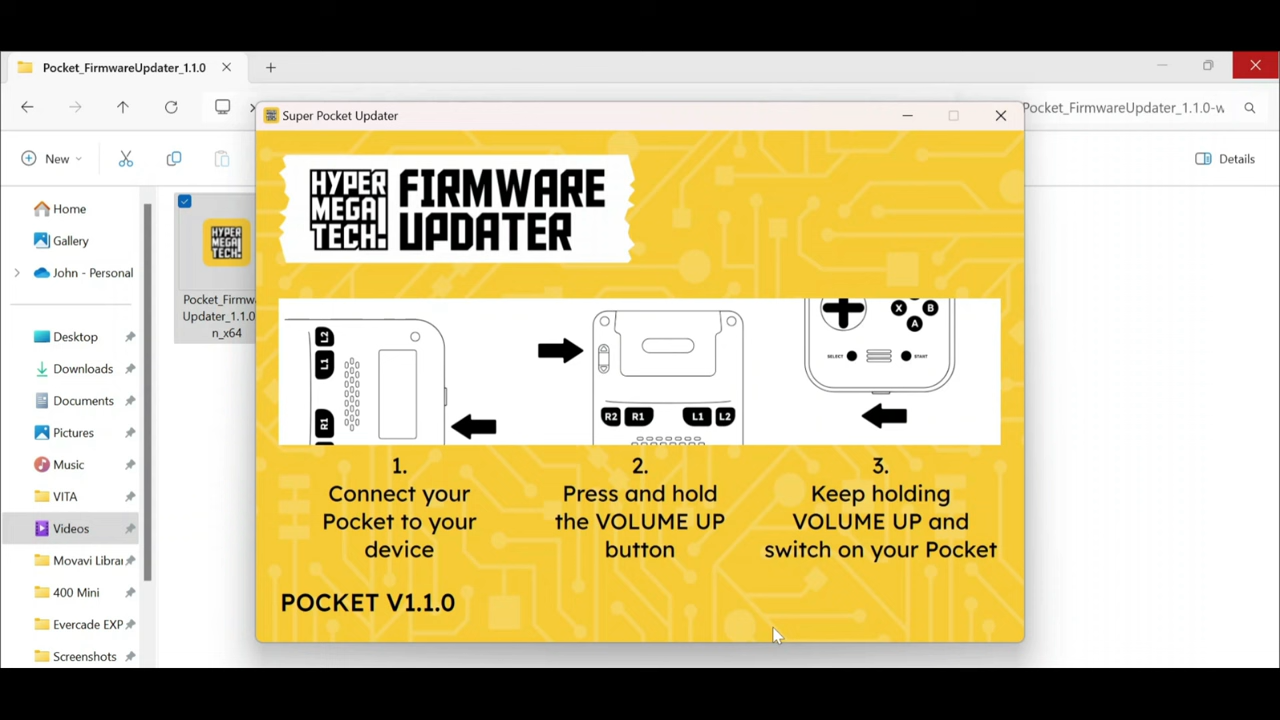 Pocket_FirmwareUpdater_1.1.0
Pocket_FirmwareUpdater_1.1.0-w
New
Details
Super Pocket Updater
Home
Gallery
John - Personal
Desktop
Downloads
Documents
Pictures
Music
VITA
Videos
Movavi Librar
400 Mini
Evercade EXP
Screenshots
HYPER
MEGA
TECH!
Pocket_Firmw
Updater_1.1.0
n_x64
HYPER
MEGA
TECH!
FIRMWARE
UPDATER
L2
L1
R1
R2
R1
L1
L2
X
B
A
SELECT
START
1.
Connect your
Pocket to your
device
2.
Press and hold
the VOLUME UP
button
3.
Keep holding
VOLUME UP and
switch on your Pocket
POCKET V1.1.0